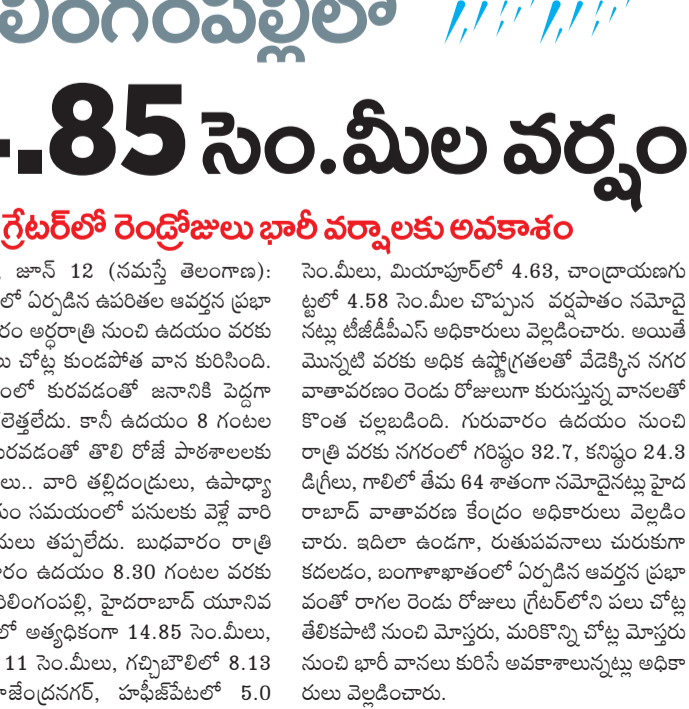 లింగంపల్లిలో
.85 సెం.మీల వర్షం
గ్రేటర్‌లో రెండ్రోజులు భారీ వర్షాలకు అవకాశం
జూన్ 12 (నమస్తే తెలంగాణ):
లో ఏర్పడిన ఉపరితల ఆవర్తన ప్రభా
అర్ధరాత్రి నుంచి ఉదయం వరకు
చోట్ల కుండపోత వాన కురిసింది.
కురవడంతో జనానికి పెద్దగా
కానీ ఉదయం 8 గంటల
తొలి రోజే పాఠశాలలకు
వారి తల్లిదండ్రులు, ఉపాధ్యా
సమయంలో పనులకు వెళ్లే వారి
తప్పలేదు. బుధవారం రాత్రి
ఉదయం 8.30 గంటల వరకు
లింగంపల్లి, హైదరాబాద్ యూనివ
లో అత్యధికంగా 14.85 సెం.మీలు,
11 సెం.మీలు, గచ్చిబౌలిలో 8.13
హఫీజ్‌పేటలో 5.0
సెం.మీలు, మియాపూర్‌లో 4.63, చాంద్రాయణగు
ట్టలో 4.58 సెం.మీల చొప్పున వర్షపాతం నమోదై
నట్లు టీజీడీపీఎస్ అధికారులు వెల్లడించారు. అయితే
మొన్నటి వరకు అధిక ఉష్ణోగ్రతలతో వేడెక్కిన నగర
వాతావరణం రెండు రోజులుగా కురుస్తున్న వానలతో
కొంత చల్లబడింది. గురువారం ఉదయం నుంచి
రాత్రి వరకు నగరంలో గరిష్ఠం 32.7, కనిష్ఠం 24.3
డిగ్రీలు, గాలిలో తేమ 64 శాతంగా నమోదైనట్లు హైద
రాబాద్ వాతావరణ కేంద్రం అధికారులు వెల్లడిం
చారు. ఇదిలా ఉండగా, రుతుపవనాలు చురుకుగా
కదలడం, బంగాళాఖాతంలో ఏర్పడిన ఆవర్తన ప్రభా
వంతో రాగల రెండు రోజులు గ్రేటర్‌లోని పలు చోట్ల
తేలికపాటి నుంచి మోస్తరు, మరికొన్ని చోట్ల మోస్తరు
నుంచి భారీ వానలు కురిసే అవకాశాలున్నట్లు అధికా
రులు వెల్లడించారు.